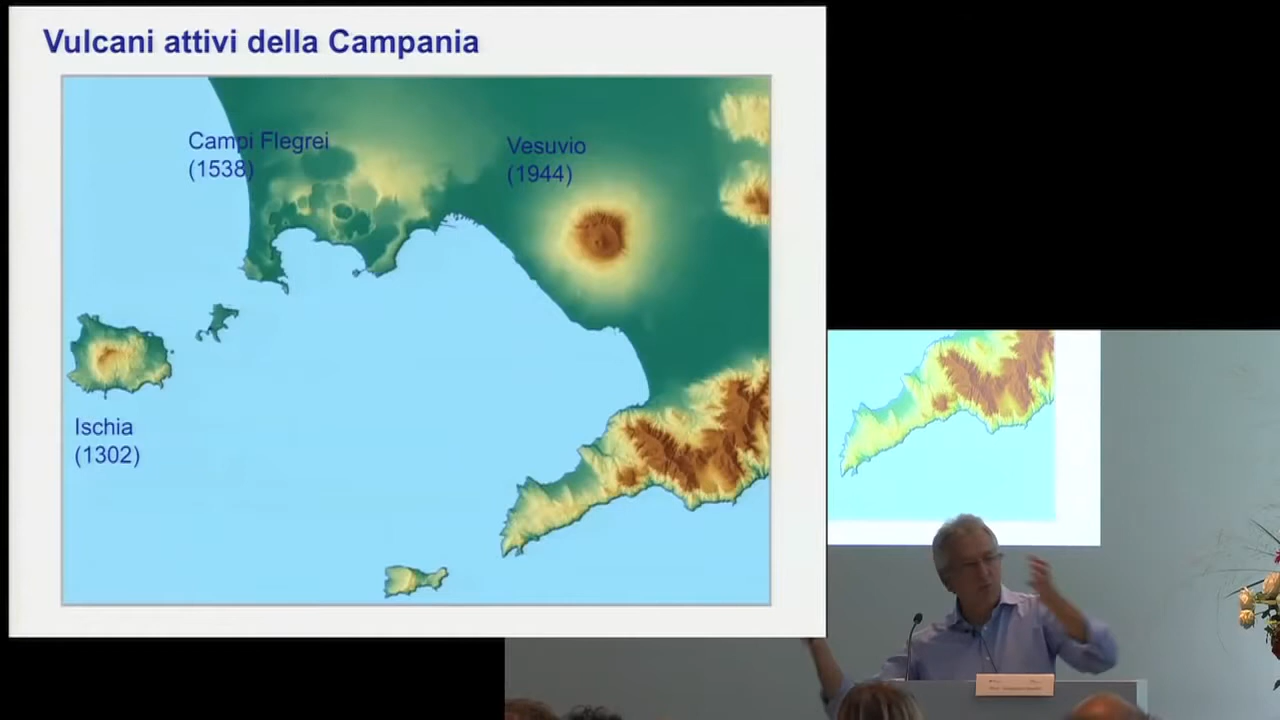 Vulcani attivi della Campania
Campi Flegrei
(1538)
Vesuvio
(1944)
Ischia
(1302)